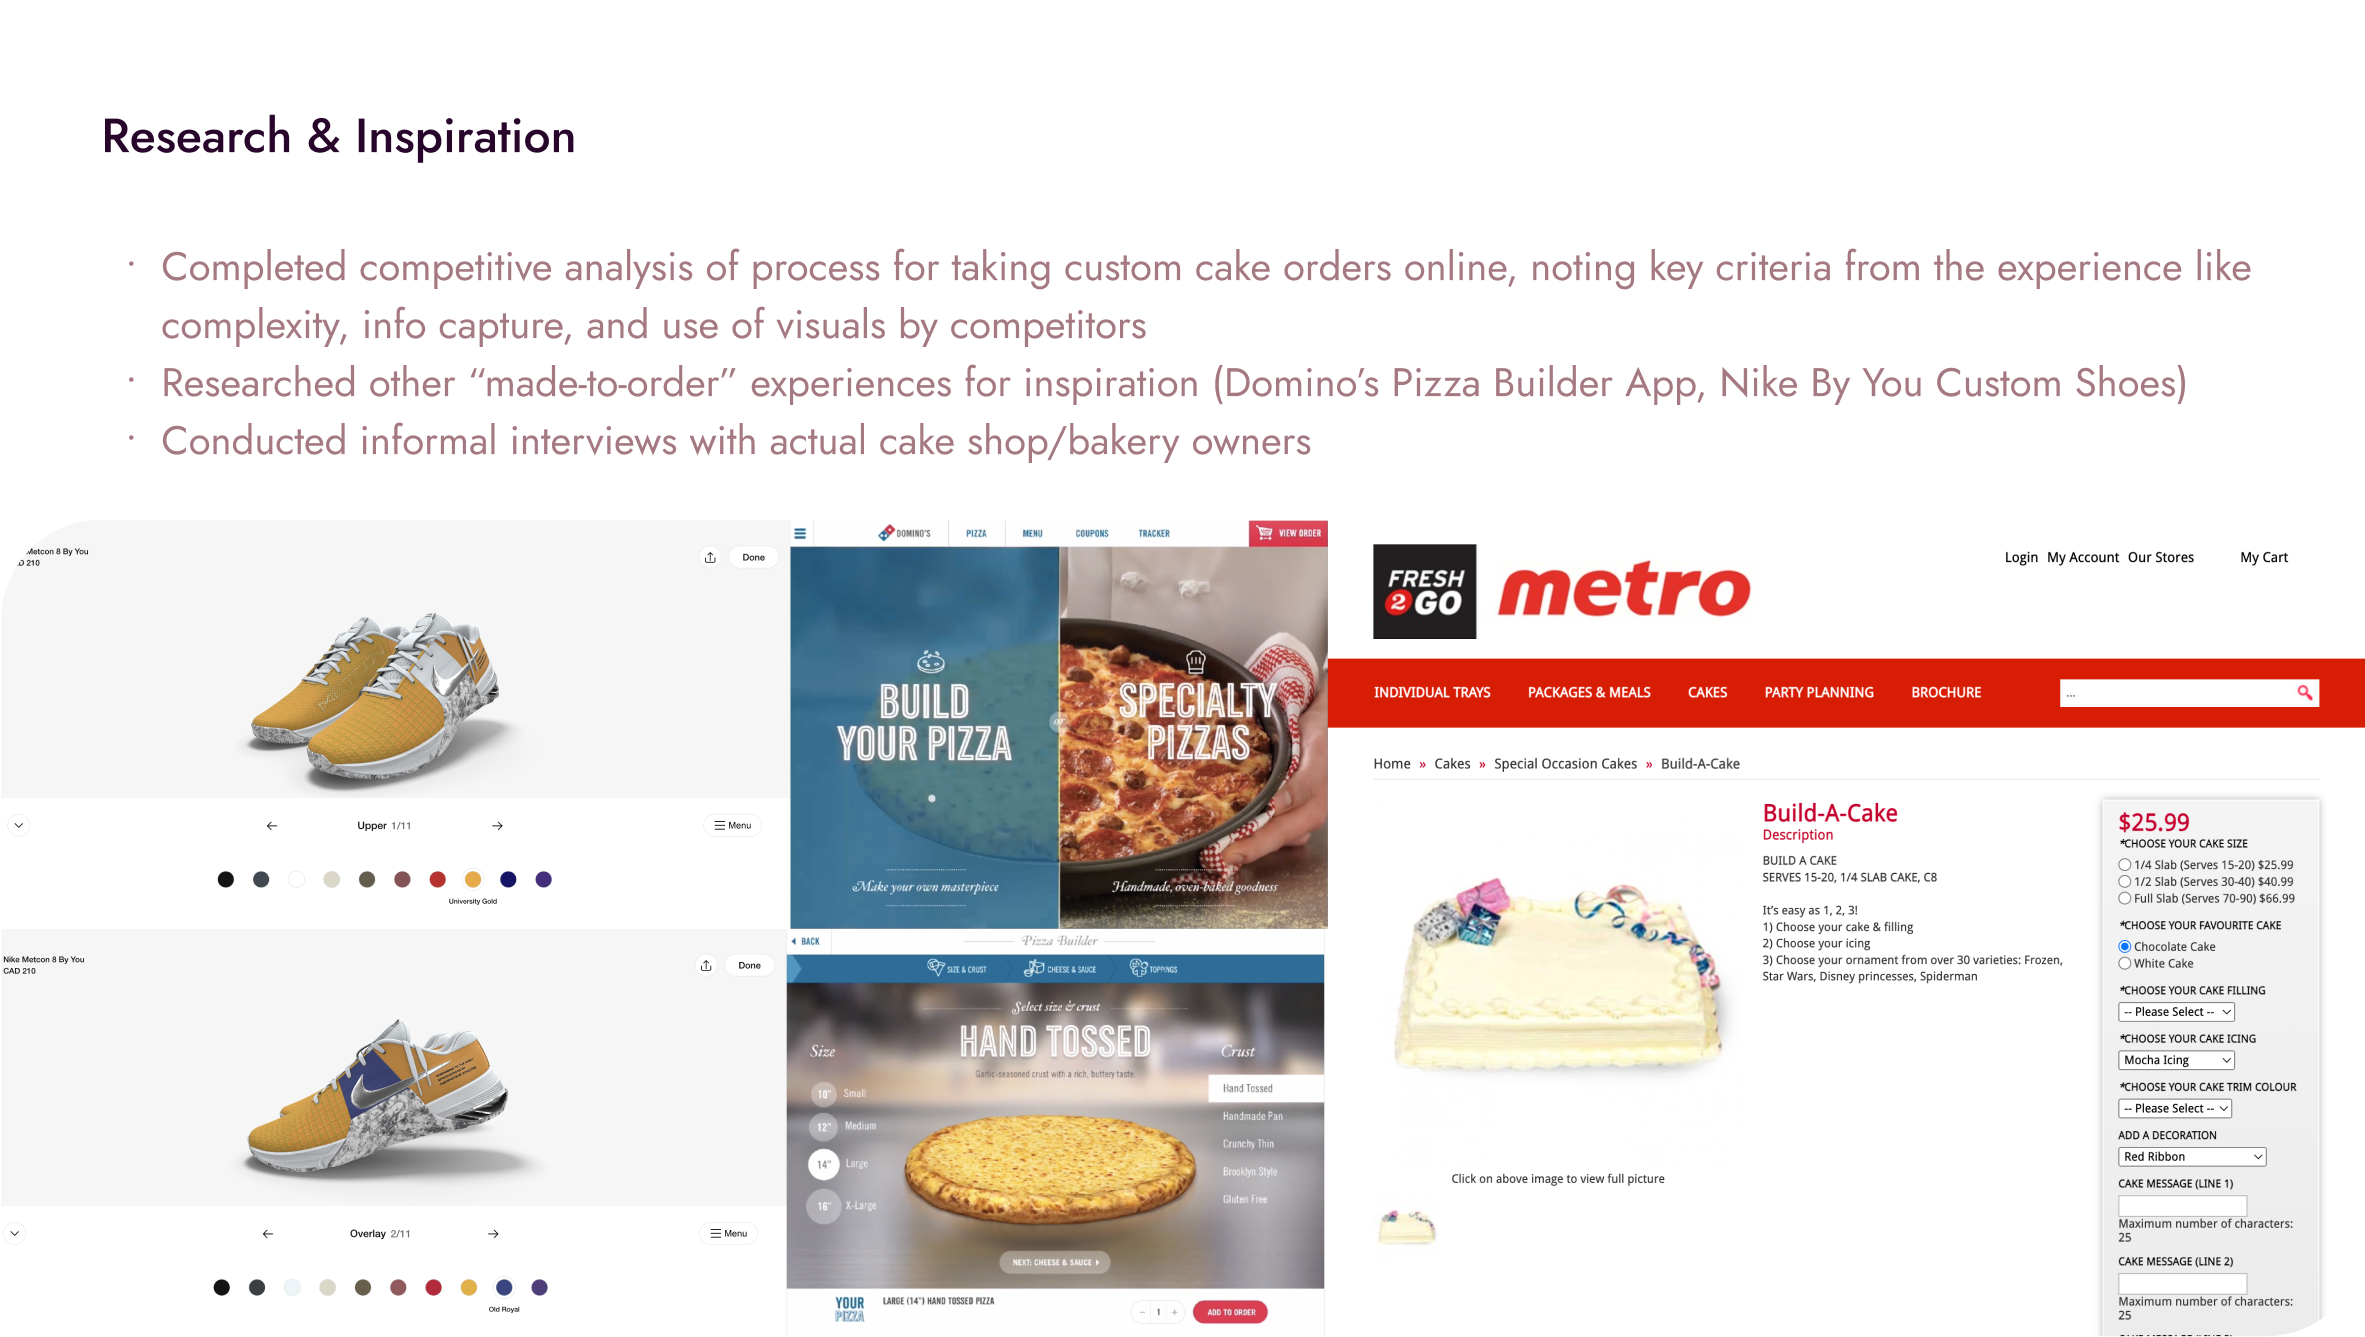 Research & Inspiration
· Completed competitive analysis of process for taking custom cake orders online, noting key criteria from the experience like
complexity, info capture, and use of visuals by competitors
· Researched other “made-to-order” experiences for inspiration (Domino’s Pizza Builder App, Nike By You Custom Shoes)
· Conducted informal interviews with actual cake shop/bakery owners
Metcon 8 By You
210
Done
Upper 1/11
Menu
University Gold
Nike Metcon 8 By You
CAD 210
Done
Overlay 2/11
Menu
Old Royal
DOMINO'S PIZZA MENU COUPONS TRACKER VIEW ORDER
BUILD
YOUR PIZZA
or
SPECIALTY
PIZZAS
Make your own masterpiece
Handmade, oven-baked goodness
BACK
Pizza Builder
SIZE & CRUST CHEESE & SAUCE TOPPINGS
Select size & crust
HAND TOSSED
Garlic-seasoned crust with a rich, buttery taste.
Size
10" Small
12" Medium
14" Large
16" X-Large
Crust
Hand Tossed
Handmade Pan
Crunchy Thin
Brooklyn Style
Gluten Free
NEXT: CHEESE & SAUCE
YOUR
PIZZA
LARGE (14") HAND TOSSED PIZZA
- 1 +
ADD TO ORDER
FRESH
2 GO
metro
Login My Account Our Stores My Cart
INDIVIDUAL TRAYS PACKAGES & MEALS CAKES PARTY PLANNING BROCHURE
...
Home » Cakes » Special Occasion Cakes » Build-A-Cake
Build-A-Cake
Description
BUILD A CAKE
SERVES 15-20, 1/4 SLAB CAKE, C8
It's easy as 1, 2, 3!
1) Choose your cake & filling
2) Choose your icing
3) Choose your ornament from over 30 varieties: Frozen,
Star Wars, Disney princesses, Spiderman
Click on above image to view full picture
$25.99
*CHOOSE YOUR CAKE SIZE
1/4 Slab (Serves 15-20) $25.99
1/2 Slab (Serves 30-40) $40.99
Full Slab (Serves 70-90) $66.99
*CHOOSE YOUR FAVOURITE CAKE
Chocolate Cake
White Cake
*CHOOSE YOUR CAKE FILLING
-- Please Select --
*CHOOSE YOUR CAKE ICING
Mocha Icing
*CHOOSE YOUR CAKE TRIM COLOUR
-- Please Select --
ADD A DECORATION
Red Ribbon
CAKE MESSAGE (LINE 1)
Maximum number of characters:
25
CAKE MESSAGE (LINE 2)
Maximum number of characters:
25